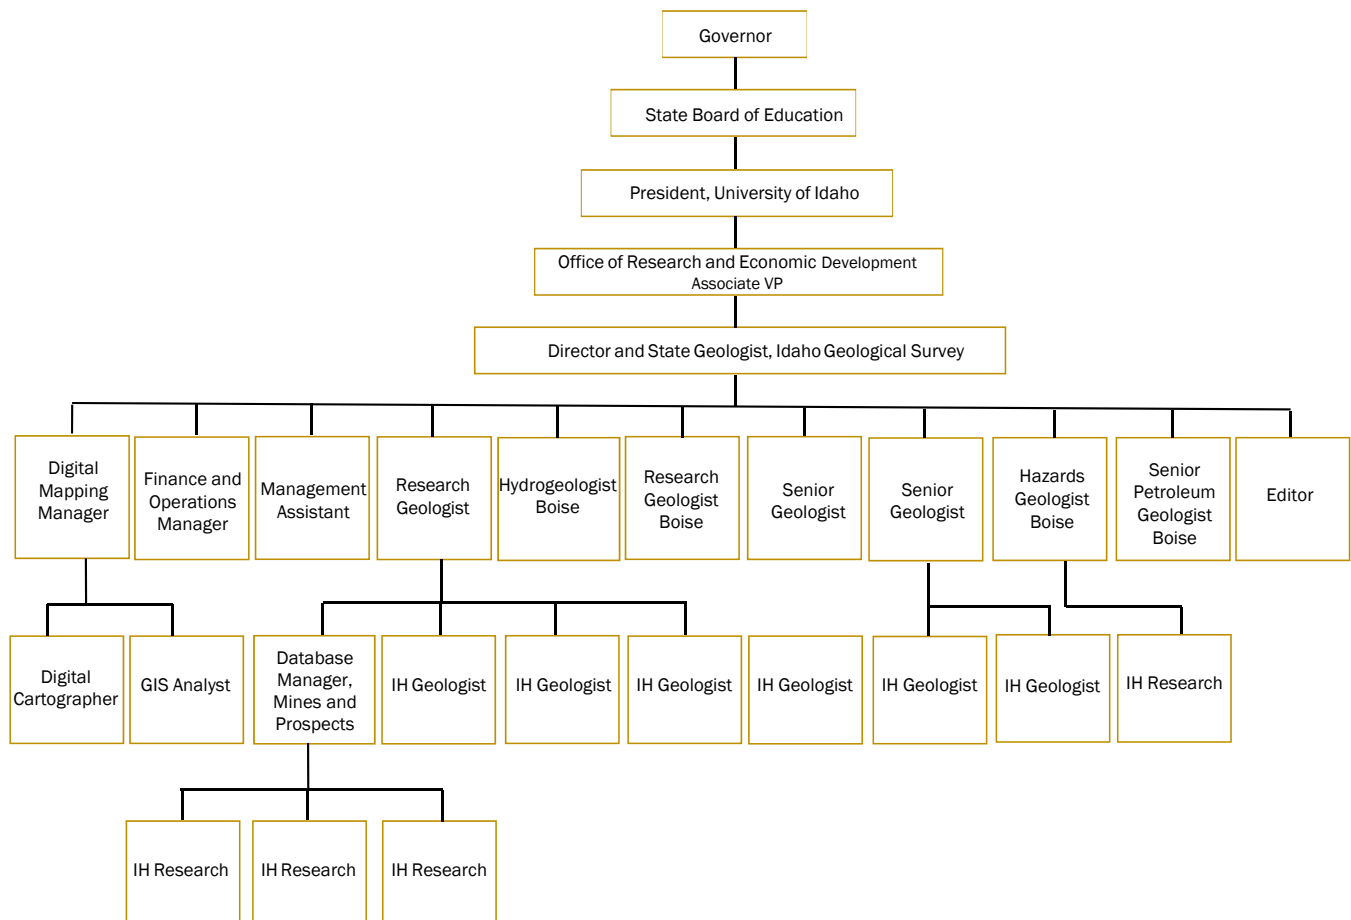 Governor
State Board of Education
President, University of Idaho
Office of Research and Economic Development
Associate VP
Director and State Geologist, Idaho Geological Survey
Digital
Mapping
Manager
Finance and
Operations
Manager
Management
Assistant
Research
Geologist
Hydrogeologist
Boise
Research
Geologist
Boise
Senior
Geologist
Senior
Geologist
Hazards
Geologist
Boise
Senior
Petroleum
Geologist
Boise
Editor
Digital
Cartographer
GIS Analyst
Database
Manager,
Mines and
Prospects
IH Geologist
IH Geologist
IH Geologist
IH Geologist
IH Geologist
IH Geologist
IH Research
IH Research
IH Research
IH Research